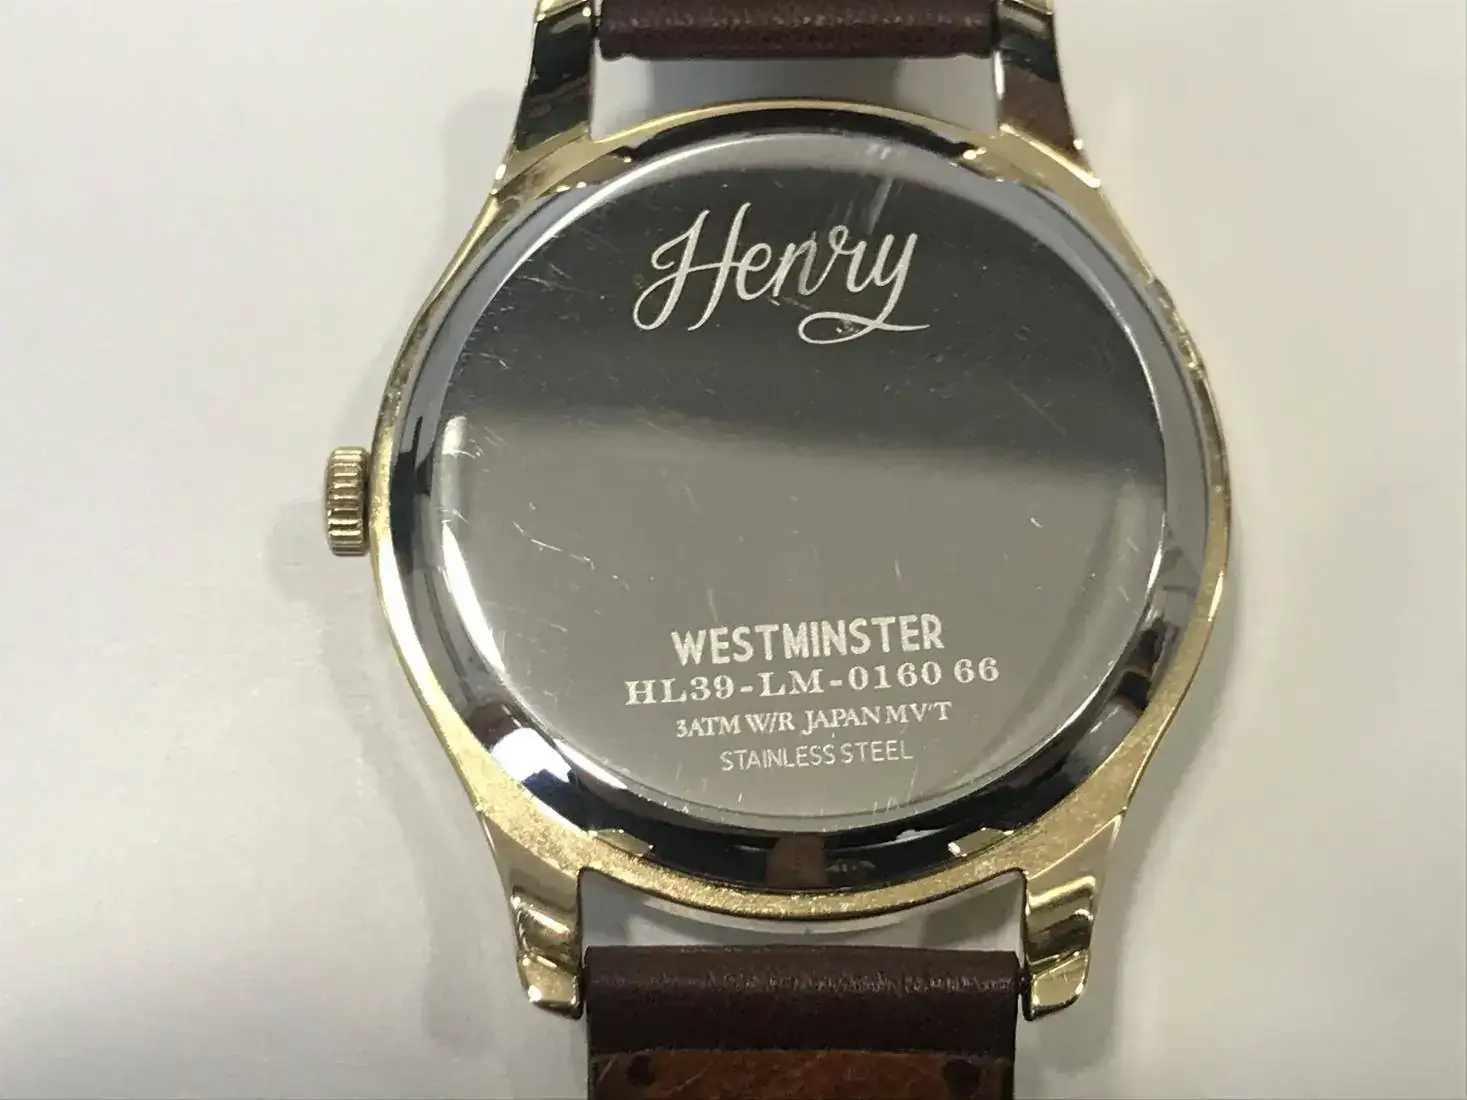 Henry
WESTMINSTER
HL39-LM-0160 66
3ATM W/R JAPAN MV'T
STAINLESS STEEL